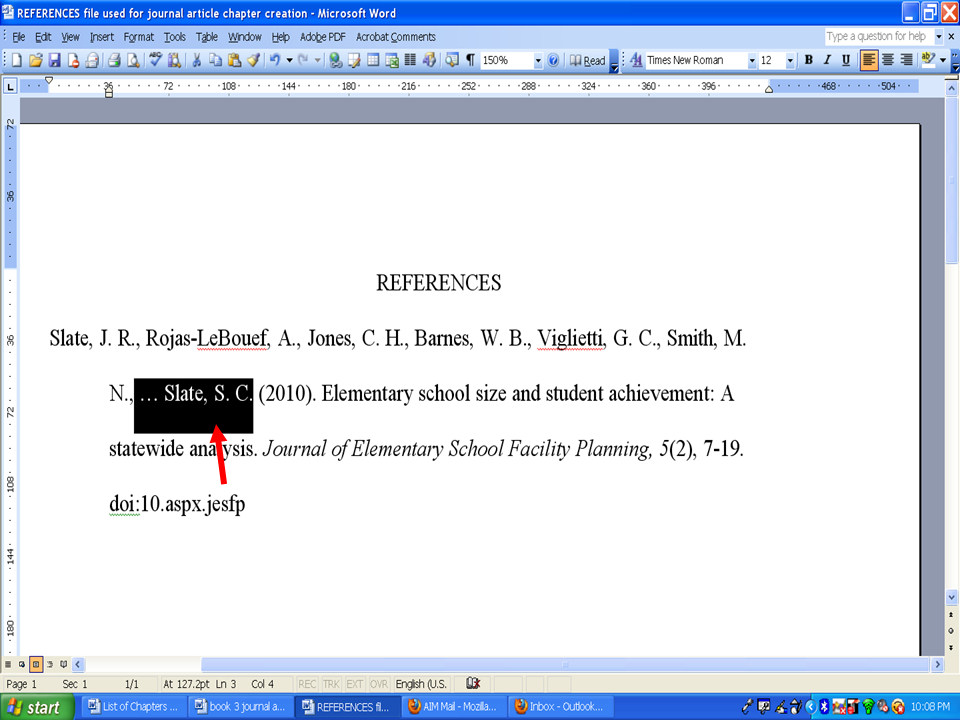 REFERENCES file used for journal article chapter creation - Microsoft Word
File Edit View Insert Format Tools Table Window Help Adobe PDF Acrobat Comments Type a question for help
150% Read Times New Roman 12 B I U
36 72 108 144 180 216 252 288 324 360 396 468 504
72
36
36
72
108
144
180
REFERENCES
Slate, J. R., Rojas-LeBouef, A., Jones, C. H., Barnes, W. B., Viglietti, G. C., Smith, M.
N., … Slate, S. C. (2010). Elementary school size and student achievement: A
statewide analysis. Journal of Elementary School Facility Planning, 5(2), 7-19.
doi:10.aspx.jesfp
Page 1 Sec 1 1/1 At 127.2pt Ln 3 Col 4 REC TRK EXT OVR English (U.S.
start List of Chapters ... book 3 journal a... REFERENCES fil... AIM Mail - Mozilla... Inbox - Outlook... 10:08 PM